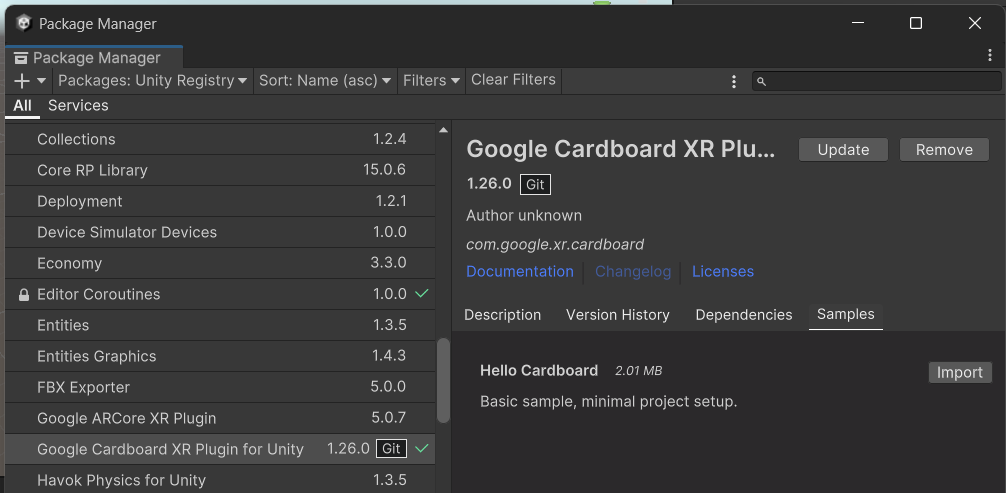 Package Manager
Package Manager
Packages: Unity Registry Sort: Name (asc) Filters Clear Filters
All Services
Collections 1.2.4
Core RP Library 15.0.6
Deployment 1.2.1
Device Simulator Devices 1.0.0
Economy 3.3.0
Editor Coroutines 1.0.0
Entities 1.3.5
Entities Graphics 1.4.3
FBX Exporter 5.0.0
Google ARCore XR Plugin 5.0.7
Google Cardboard XR Plugin for Unity 1.26.0 Git
Havok Physics for Unity 1.3.5
Google Cardboard XR Plu... Update Remove
1.26.0 Git
Author unknown
com.google.xr.cardboard
Documentation Changelog Licenses
Description Version History Dependencies Samples
Hello Cardboard 2.01 MB Import
Basic sample, minimal project setup.